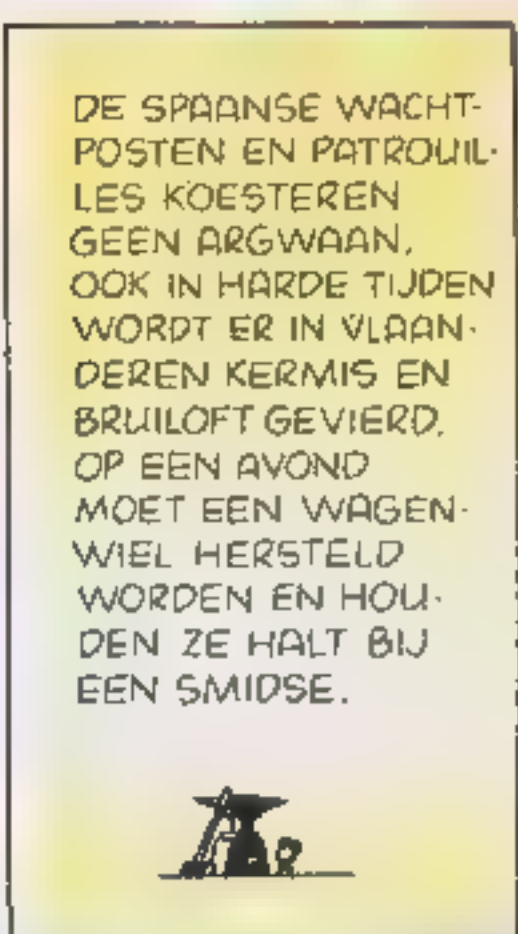 DE SPAANSE WACHT-
POSTEN EN PATROUIL-
LES KOESTEREN
GEEN ARGWAAN.
OOK IN HARDE TIJDEN
WORDT ER IN VLAAN-
DEREN KERMIS EN
BRUILOFT GEVIERD.
OP EEN AVOND
MOET EEN WAGEN-
WIEL HERSTELD
WORDEN EN HOU-
DEN ZE HALT BIJ
EEN SMIDSE.